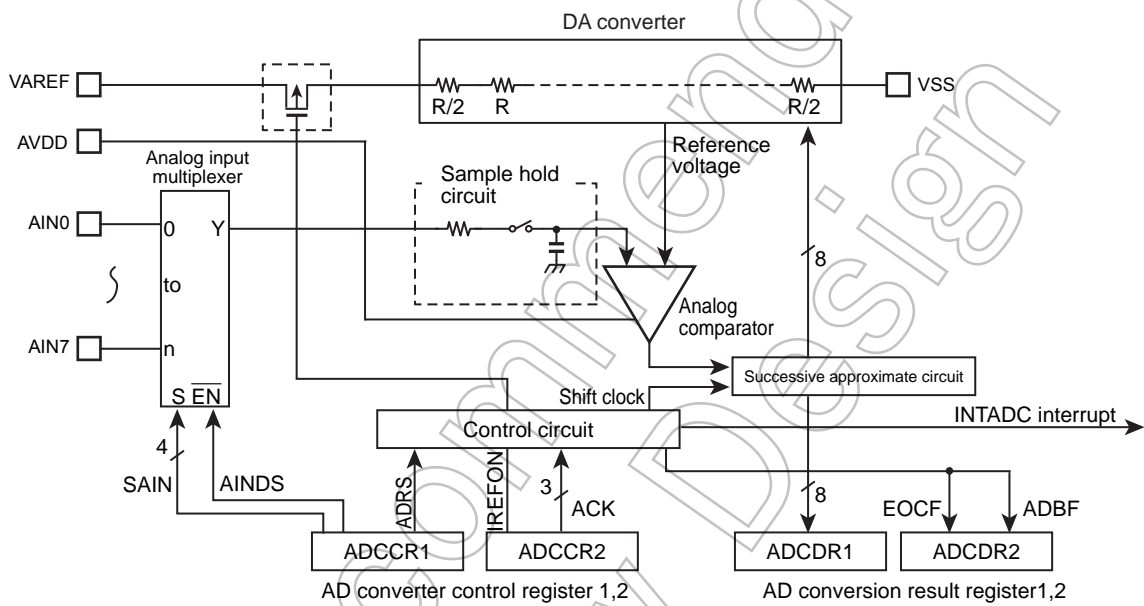 DA converter
VAREF
R/2
R
R/2
VSS
AVDD
Analog input
multiplexer
Reference
voltage
Sample hold
circuit
AIN0
0
Y
to
8
AIN7
n
Analog
comparator
S EN
Successive approximate circuit
Shift clock
Control circuit
INTADC interrupt
4
SAIN
AINDS
ADRS
IREFON
3
ACK
8
EOCF
ADBF
ADCCR1
ADCCR2
ADCDR1
ADCDR2
AD converter control register 1,2
AD conversion result register1,2